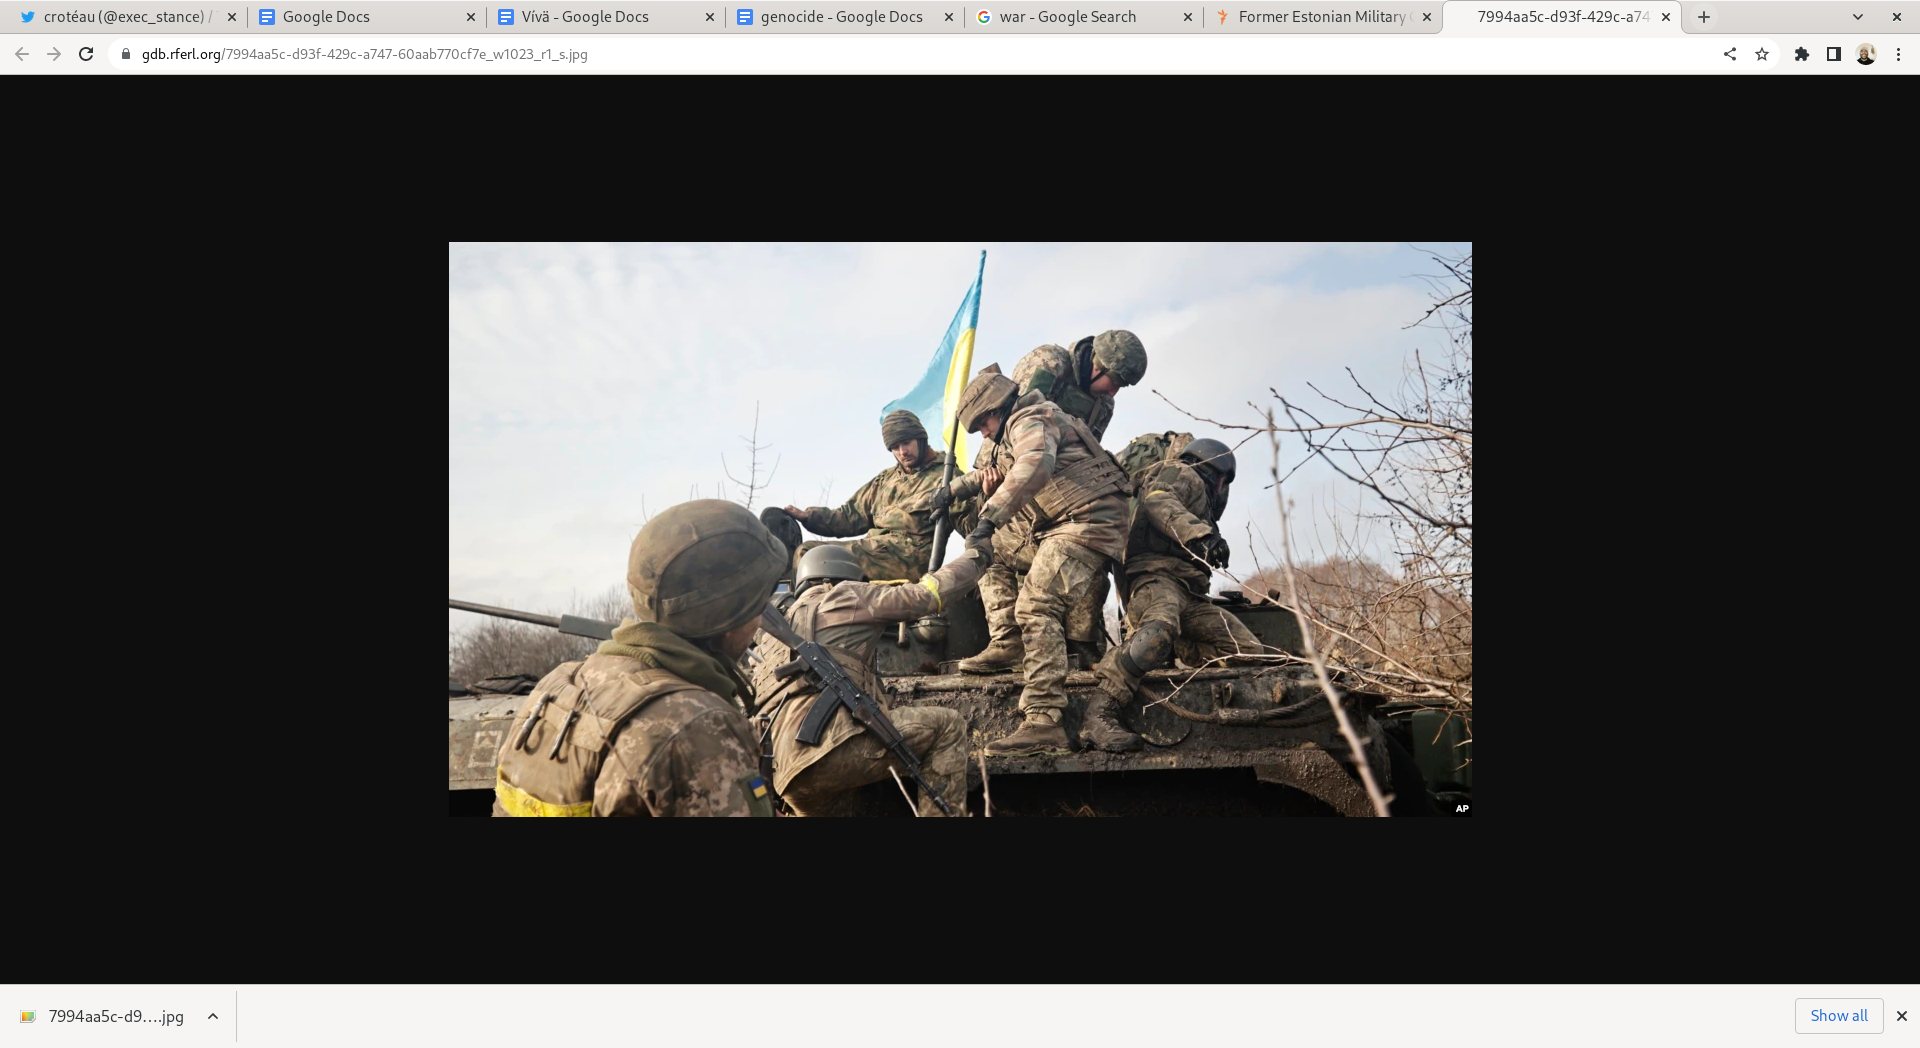 crotéau (@exec_stance) /
Google Docs
Vívä - Google Docs
genocide - Google Docs
war - Google Search
Former Estonian Military
7994aa5c-d93f-429c-a74
gdb.rferl.org/7994aa5c-d93f-429c-a747-60aab770cf7e_w1023_r1_s.jpg
AP
7994aa5c-d9....jpg
Show all